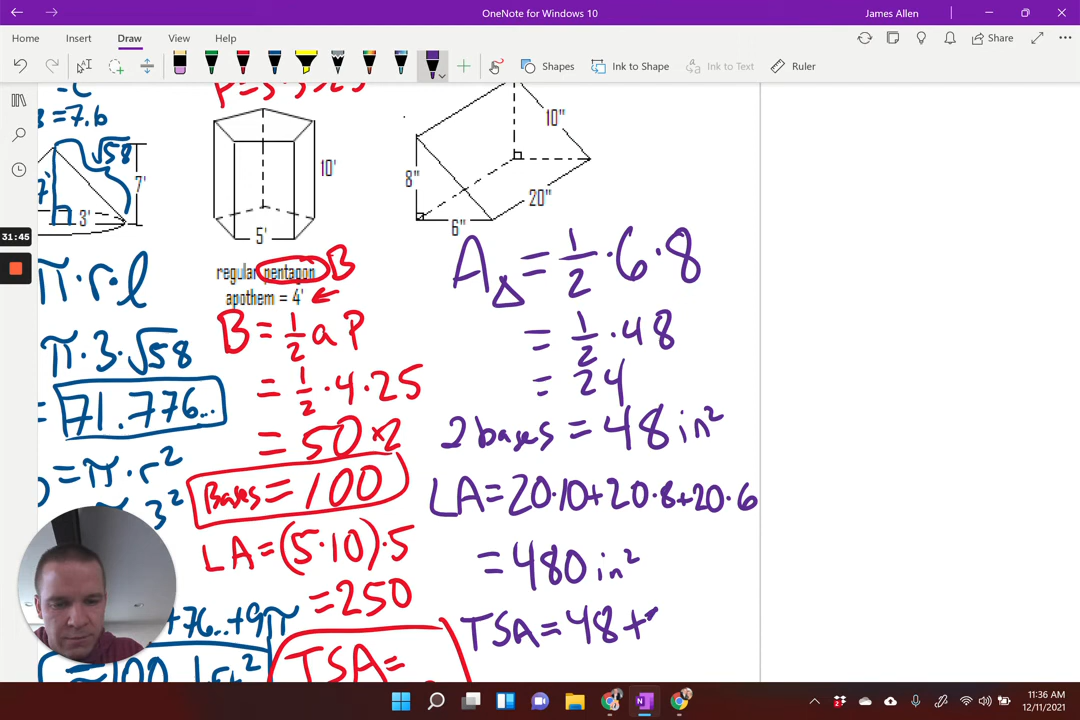 OneNote for Windows 10
James Allen
Home Insert Draw View Help
Share
Shapes Ink to Shape Ink to Text Ruler
= 7.6
√58
7'
7'
3'
10'
5'
regular pentagon B
apothem = 4'
10"
8"
20"
6"
31:45
π·r·l
π·3·√58
= 71.776...
=π·r²
3²
+76..+9π
B=½aP
=½·4·25
=50×2
Bases=100
LA=(5·10)·5
=250
TSA=
A△=½·6·8
=½·48
=24
2 bases=48 in²
LA=20·10+20·8+20·6
=480 in²
TSA=48+
11:36 AM
12/11/2021